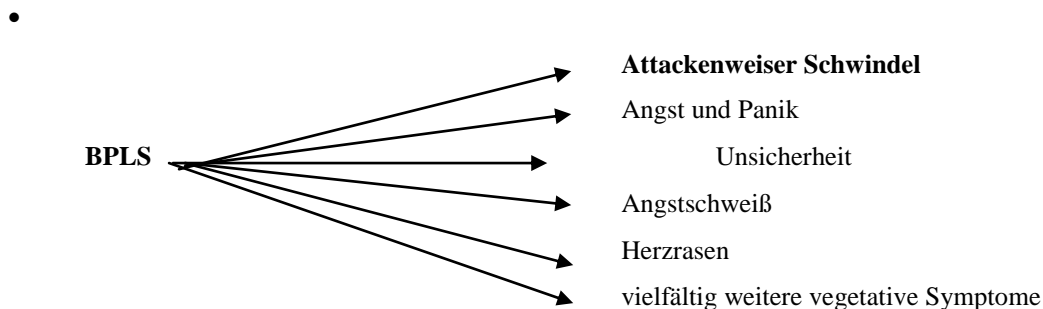 Attackenweiser Schwindel
Angst und Panik
BPLS Unsicherheit
Angstschweiß
Herzrasen
vielfältig weitere vegetative Symptome